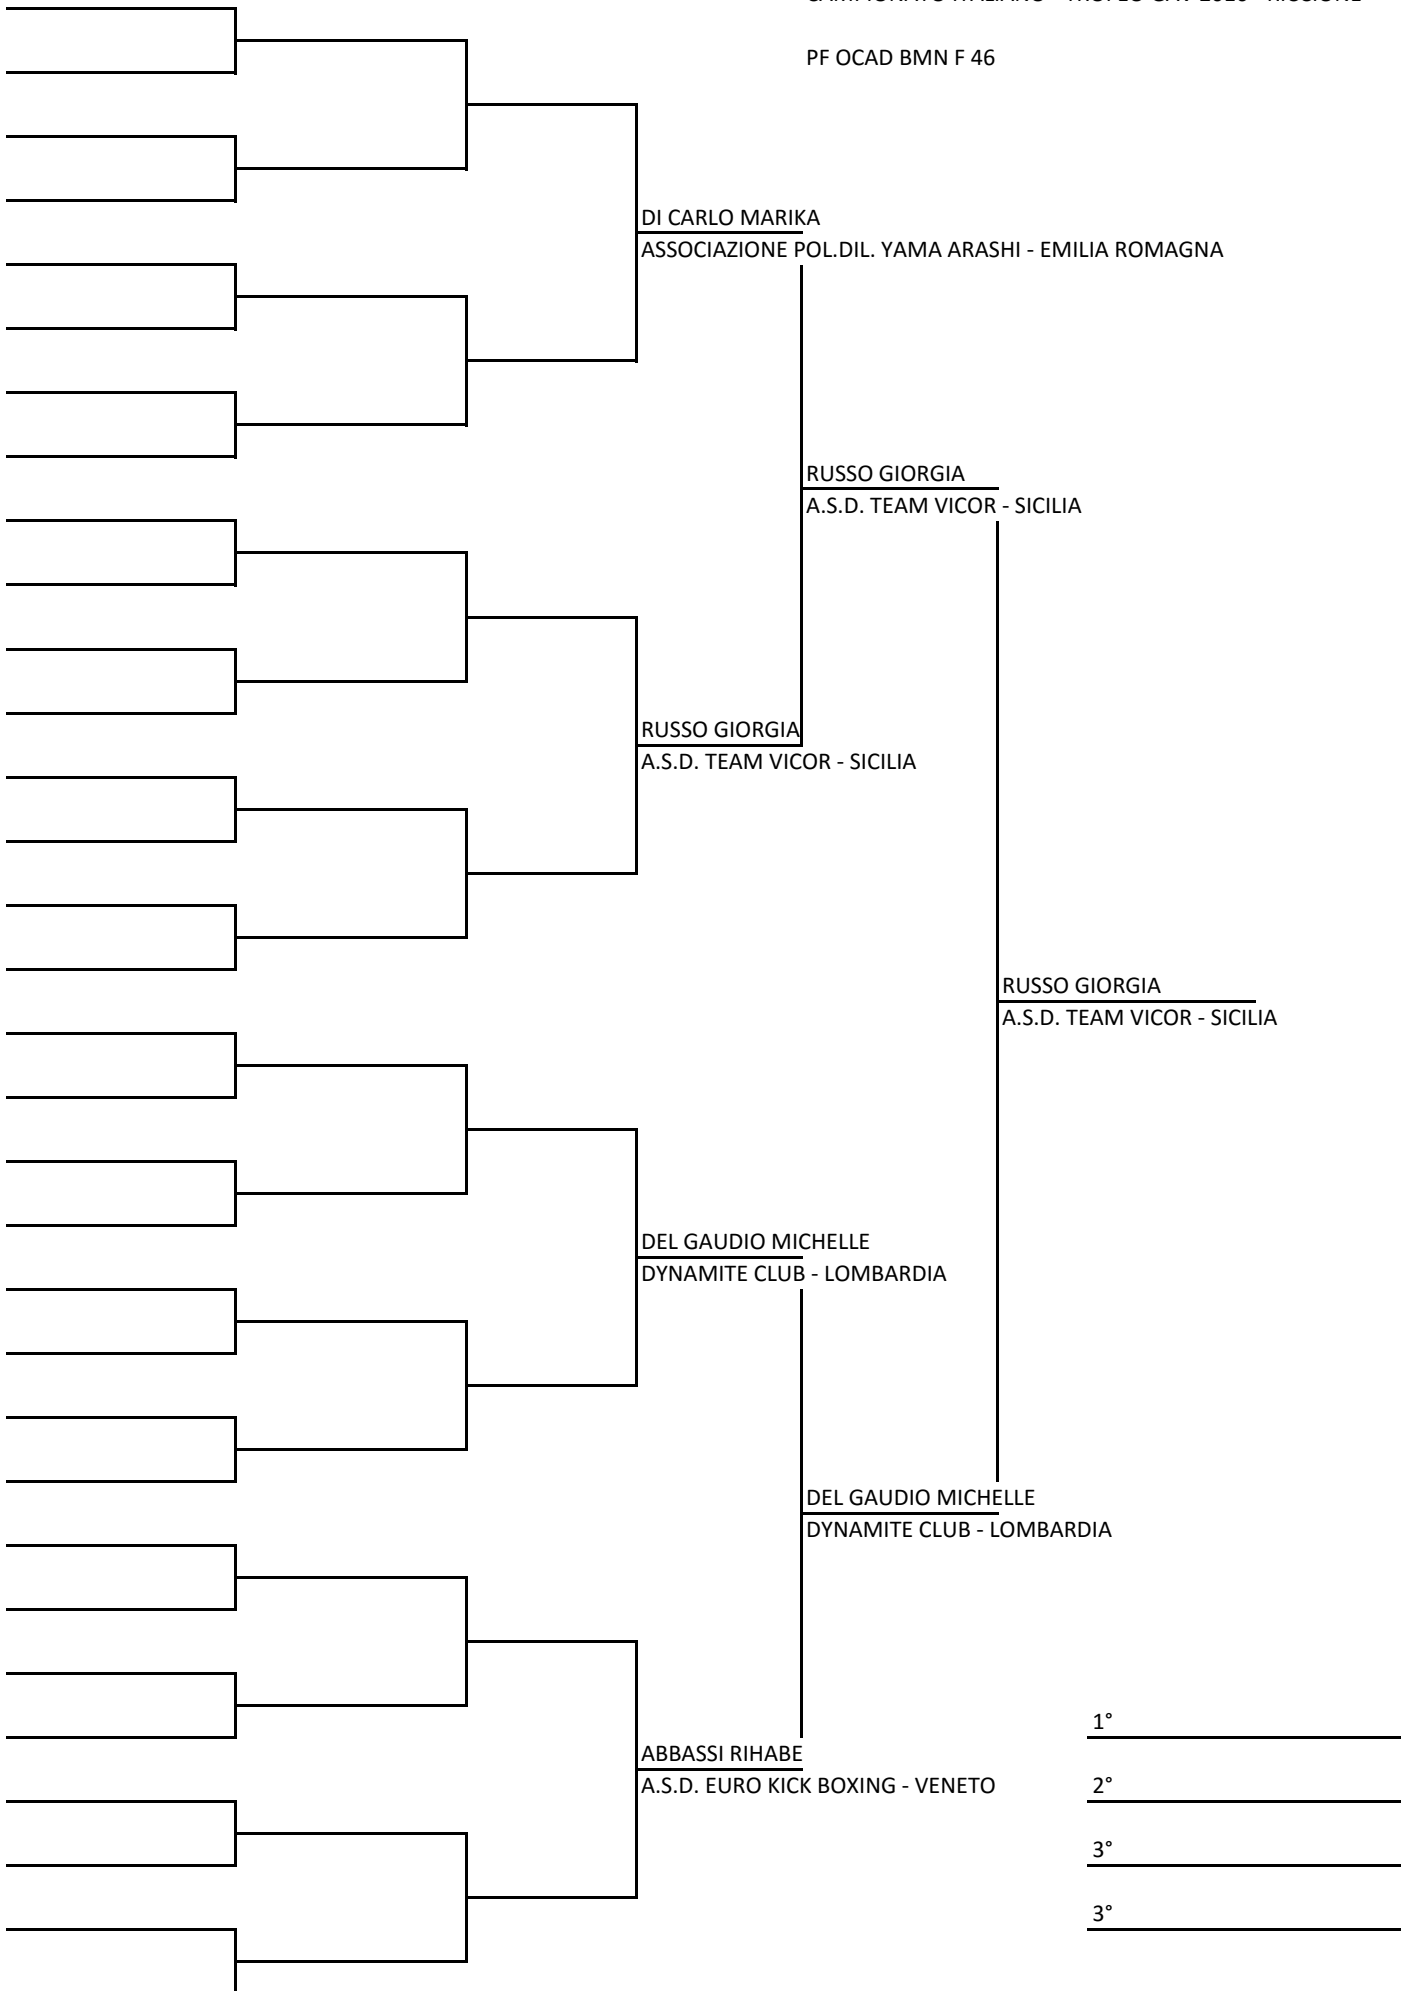 PF OCAD BMN F 46
DI CARLO MARIKA
ASSOCIAZIONE POL.DIL. YAMA ARASHI - EMILIA ROMAGNA
RUSSO GIORGIA
A.S.D. TEAM VICOR - SICILIA
RUSSO GIORGIA
A.S.D. TEAM VICOR - SICILIA
RUSSO GIORGIA
A.S.D. TEAM VICOR - SICILIA
DEL GAUDIO MICHELLE
DYNAMITE CLUB - LOMBARDIA
DEL GAUDIO MICHELLE
DYNAMITE CLUB - LOMBARDIA
1°
ABBASSI RIHABE
A.S.D. EURO KICK BOXING - VENETO
2°
3°
3°